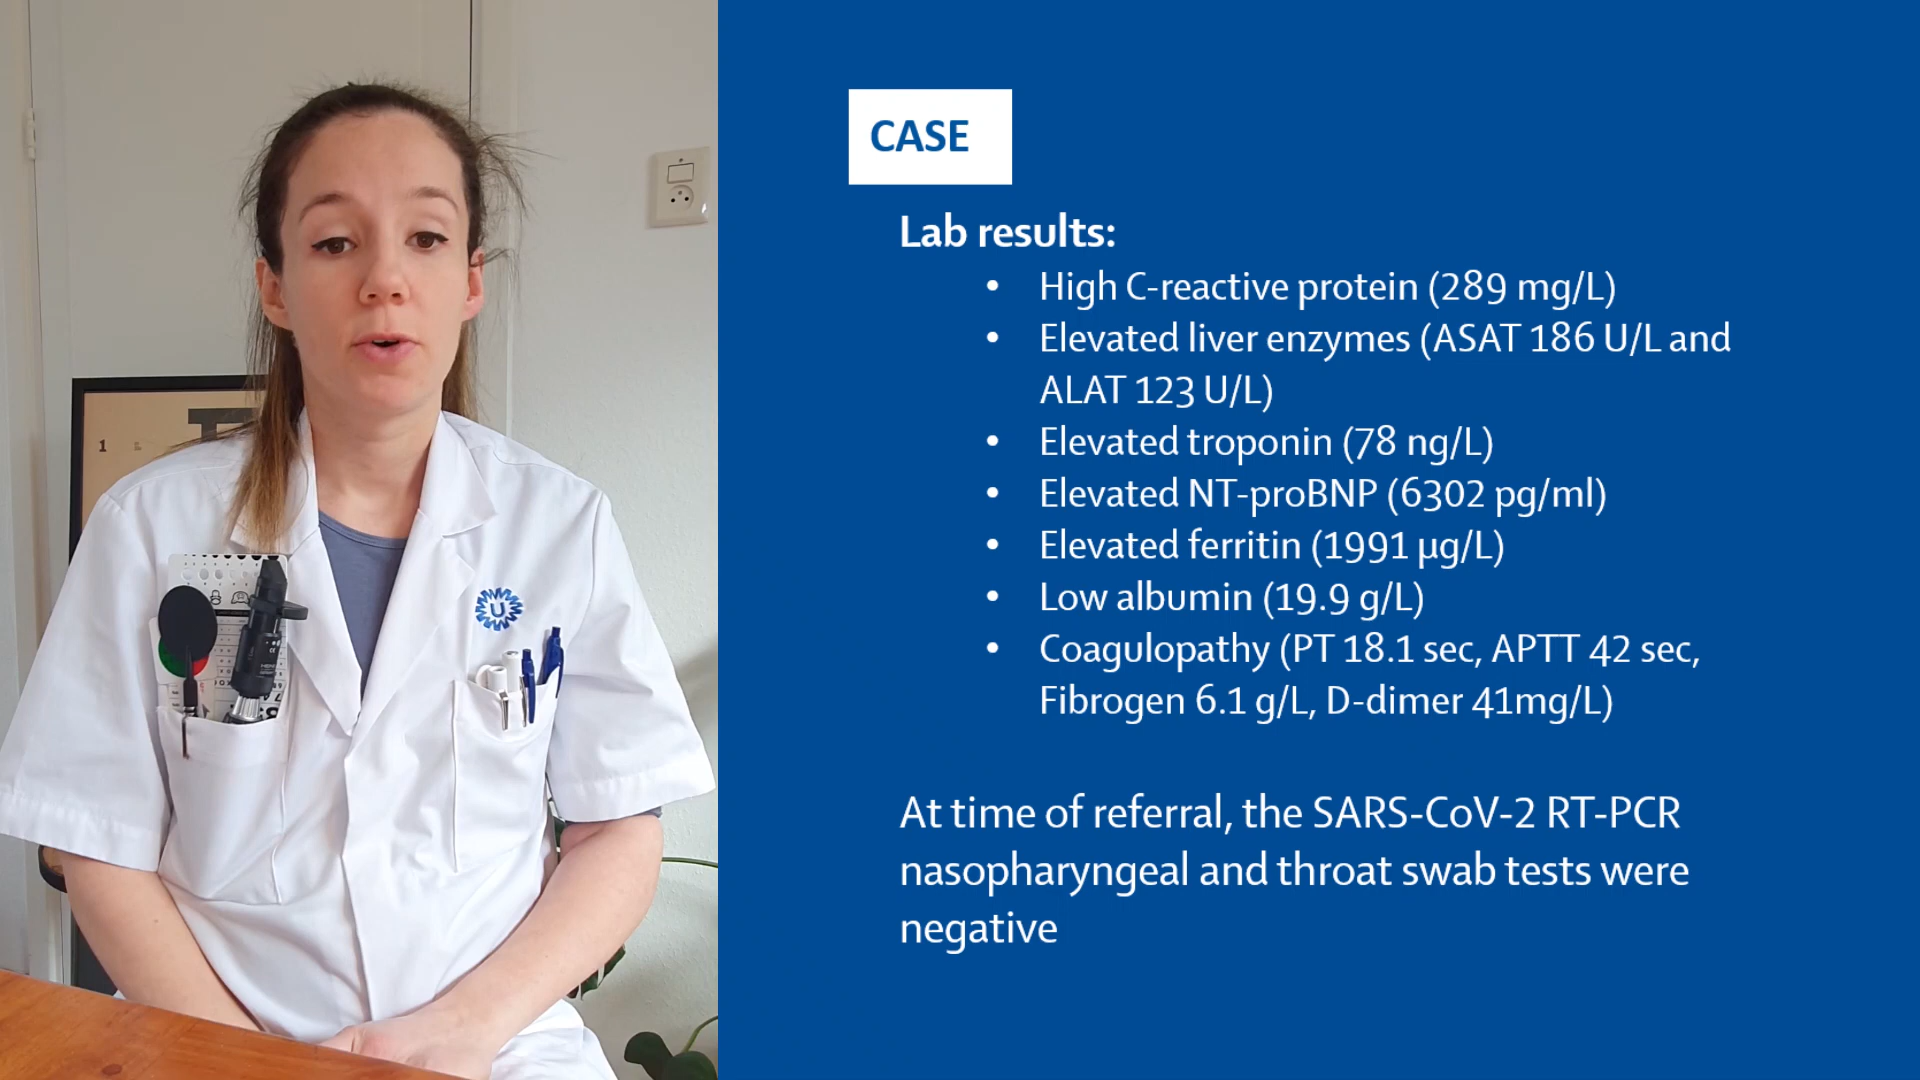 CASE
Lab results:
• High C-reactive protein (289 mg/L)
• Elevated liver enzymes (ASAT 186 U/L and
ALAT 123 U/L)
• Elevated troponin (78 ng/L)
• Elevated NT-proBNP (6302 pg/ml)
• Elevated ferritin (1991 µg/L)
• Low albumin (19.9 g/L)
• Coagulopathy (PT 18.1 sec, APTT 42 sec,
Fibrogen 6.1 g/L, D-dimer 41mg/L)
At time of referral, the SARS-CoV-2 RT-PCR
nasopharyngeal and throat swab tests were
negative
1
U